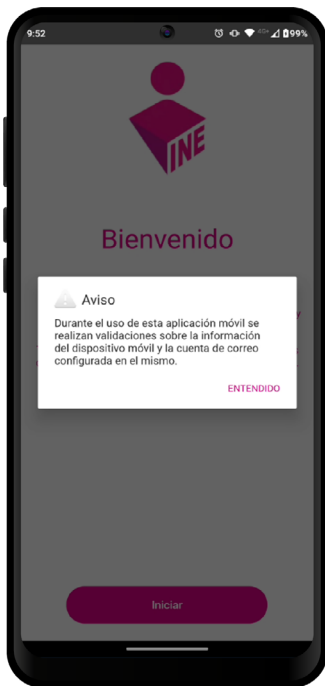 9:52
4G+
99%
INE
Bienvenido
y
Aviso
Durante el uso de esta aplicación móvil se
realizan validaciones sobre la información
del dispositivo móvil y la cuenta de correo
configurada en el mismo.
ENTENDIDO
Iniciar